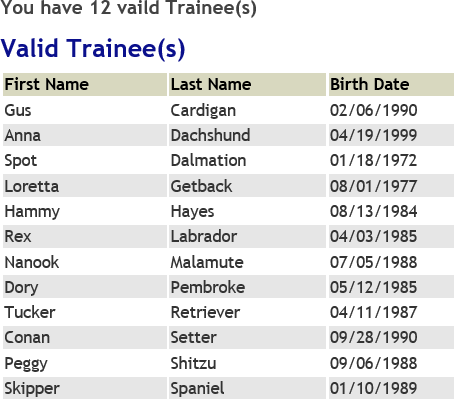 You have 12 vaild Trainee(s)
Valid Trainee(s)
First Name Last Name Birth Date
Gus Cardigan 02/06/1990
Anna Dachshund 04/19/1999
Spot Dalmation 01/18/1972
Loretta Getback 08/01/1977
Hammy Hayes 08/13/1984
Rex Labrador 04/03/1985
Nanook Malamute 07/05/1988
Dory Pembroke 05/12/1985
Tucker Retriever 04/11/1987
Conan Setter 09/28/1990
Peggy Shitzu 09/06/1988
Skipper Spaniel 01/10/1989